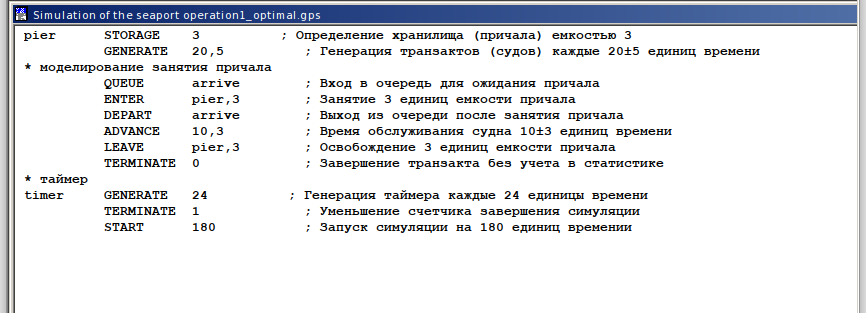 Simulation of the seaport operation1_optimal.gps
pier STORAGE 3 ; Определение хранилища (причала) емкостью 3
GENERATE 20,5 ; Генерация транзактов (судов) каждые 20±5 единиц времени
* моделирование занятия причала
QUEUE arrive ; Вход в очередь для ожидания причала
ENTER pier,3 ; Занятие 3 единиц емкости причала
DEPART arrive ; Выход из очереди после занятия причала
ADVANCE 10,3 ; Время обслуживания судна 10±3 единиц времени
LEAVE pier,3 ; Освобождение 3 единиц емкости причала
TERMINATE 0 ; Завершение транзакта без учета в статистике
* таймер
timer GENERATE 24 ; Генерация таймера каждые 24 единицы времени
TERMINATE 1 ; Уменьшение счетчика завершения симуляции
START 180 ; Запуск симуляции на 180 единиц времении